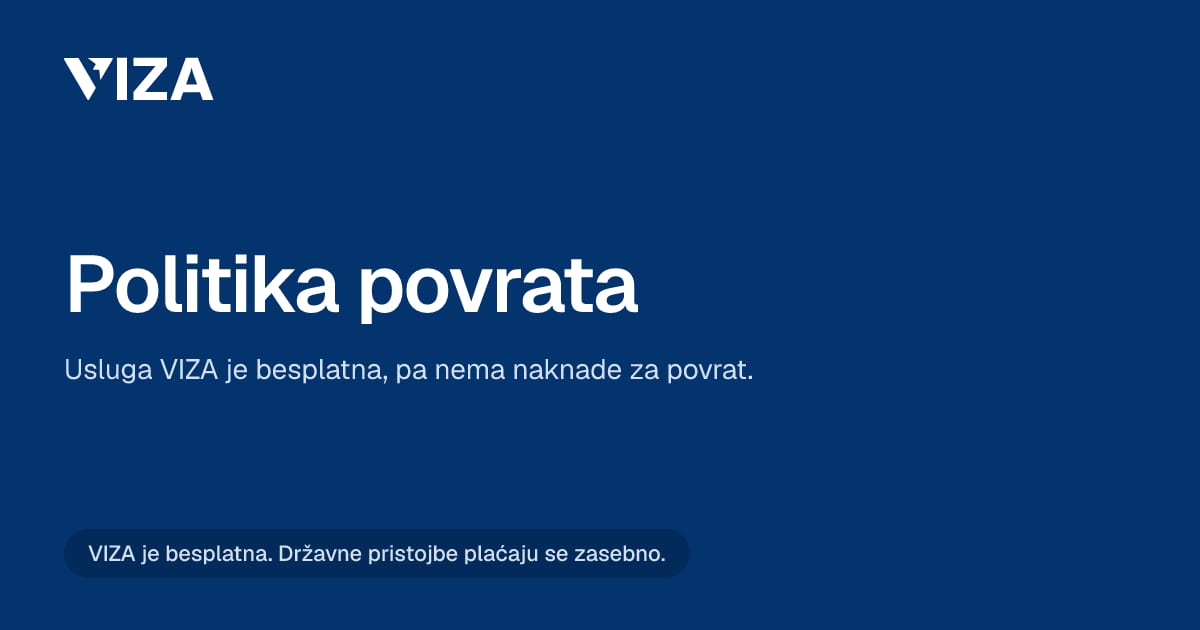 VIZA
Politika povrata
Usluga VIZA je besplatna, pa nema naknade za povrat.
VIZA je besplatna. Državne pristojbe plaćaju se zasebno.